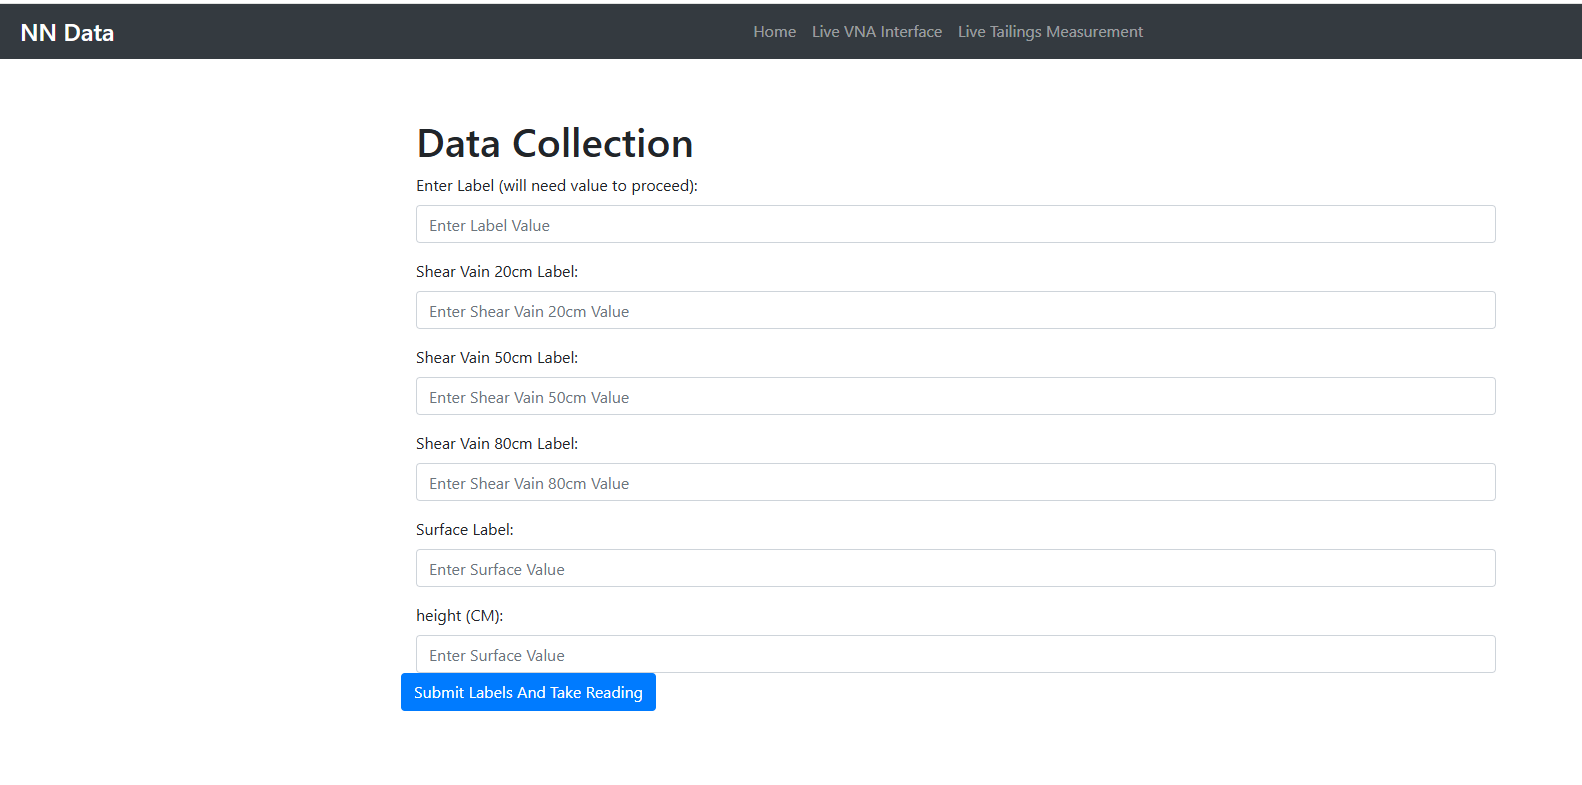 NN Data
Home Live VNA Interface Live Tailings Measurement
Data Collection
Enter Label (will need value to proceed):
Enter Label Value
Shear Vain 20cm Label:
Enter Shear Vain 20cm Value
Shear Vain 50cm Label:
Enter Shear Vain 50cm Value
Shear Vain 80cm Label:
Enter Shear Vain 80cm Value
Surface Label:
Enter Surface Value
height (CM):
Enter Surface Value
Submit Labels And Take Reading